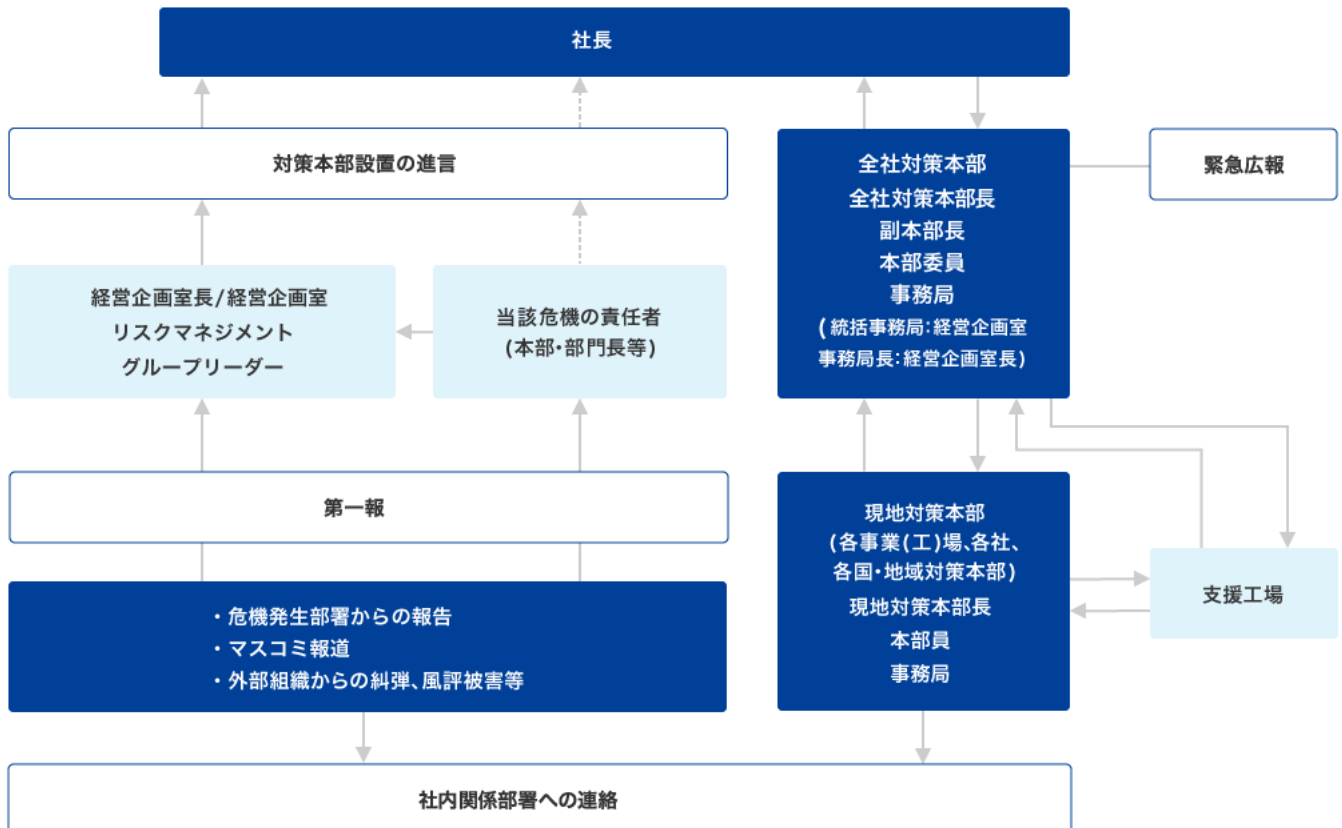 社長
対策本部設置の進言
全社対策本部
全社対策本部長
副本部長
本部委員
事務局
(統括事務局:経営企画室
事務局長:経営企画室長)
緊急広報
経営企画室長/経営企画室
リスクマネジメント
グループリーダー
当該危機の責任者
(本部・部門長等)
第一報
現地対策本部
(各事業(工)場、各社、
各国・地域対策本部)
現地対策本部長
本部員
事務局
支援工場
・危機発生部署からの報告
・マスコミ報道
・外部組織からの糾弾、風評被害等
社内関係部署への連絡